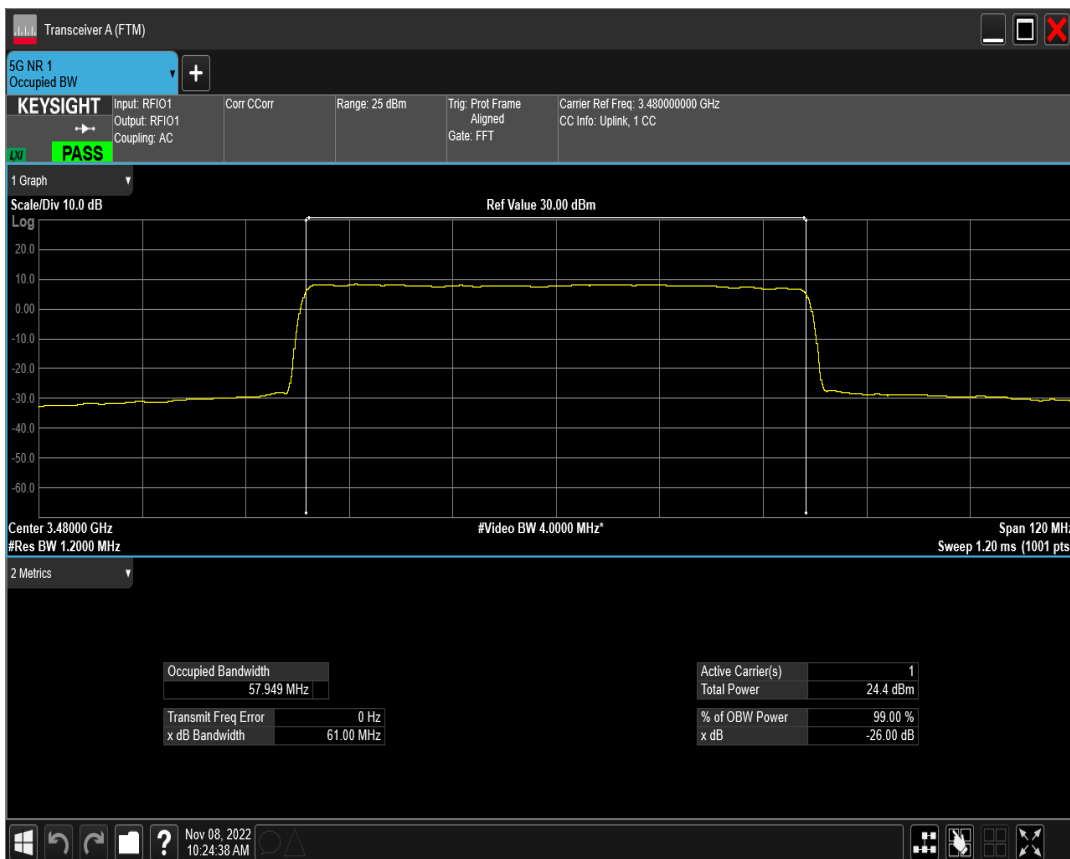 Transceiver A (FTM)
5G NR 1
Occupied BW
+
KEYSIGHT
LXI
PASS
Input: RFIO1
Output: RFIO1
Coupling: AC
Corr CCorr
Range: 25 dBm
Trig: Prot Frame
Aligned
Gate: FFT
Carrier Ref Freq: 3.480000000 GHz
CC Info: Uplink, 1 CC
1 Graph
Scale/Div 10.0 dB
Ref Value 30.00 dBm
Log
20.0
10.0
0.00
-10.0
-20.0
-30.0
-40.0
-50.0
-60.0
Center 3.48000 GHz
#Video BW 4.0000 MHz*
Span 120 MHz
#Res BW 1.2000 MHz
Sweep 1.20 ms (1001 pts
2 Metrics
Occupied Bandwidth
57.949 MHz
Transmit Freq Error 0 Hz
x dB Bandwidth 61.00 MHz
Active Carrier(s) 1
Total Power 24.4 dBm
% of OBW Power 99.00 %
x dB -26.00 dB
?
Nov 08, 2022
10:24:38 AM